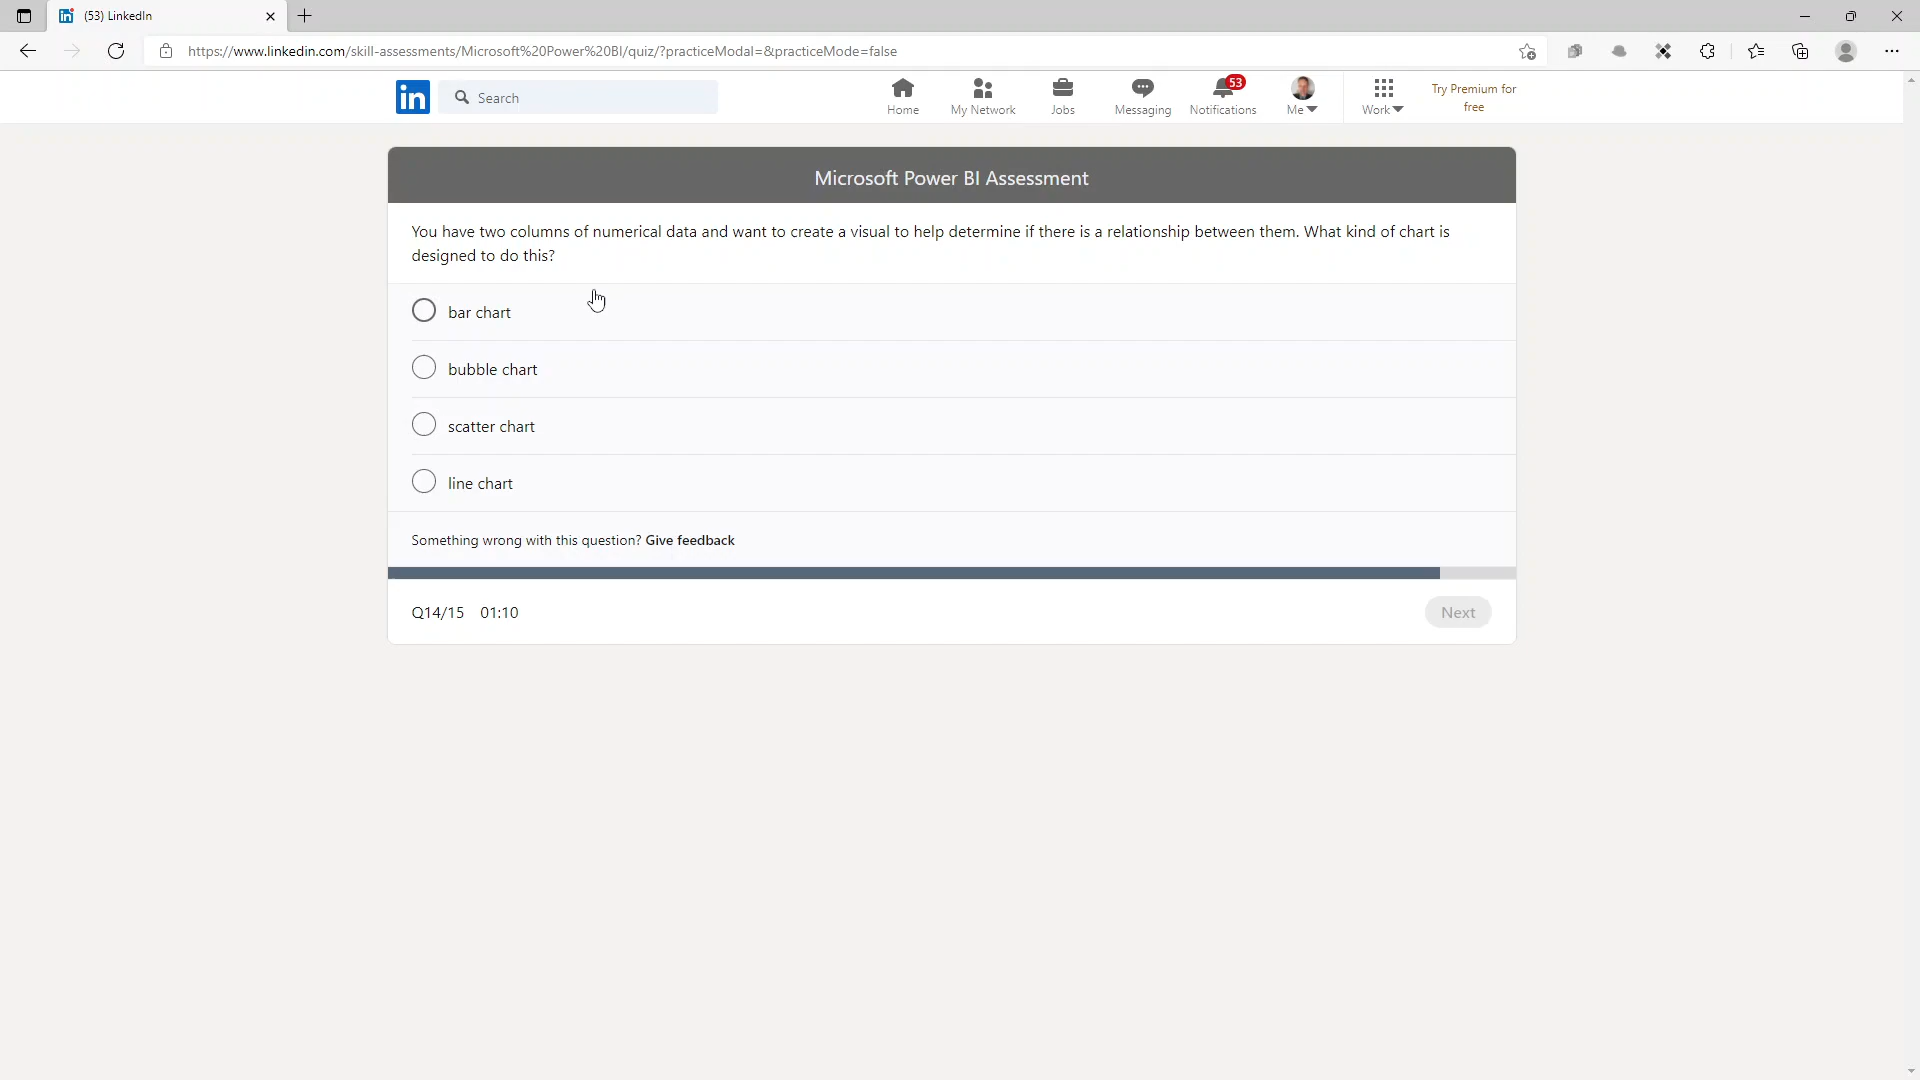 (53) LinkedIn
https://www.linkedin.com/skill-assessments/Microsoft%20Power%20BI/quiz/?practiceModal=&practiceMode=false
in
Search
Home
My Network
Jobs
Messaging
53
Notifications
Me
Work
Try Premium for
free
Microsoft Power BI Assessment
You have two columns of numerical data and want to create a visual to help determine if there is a relationship between them. What kind of chart is
designed to do this?
bar chart
bubble chart
scatter chart
line chart
Something wrong with this question? Give feedback
Q14/15 01:10
Next